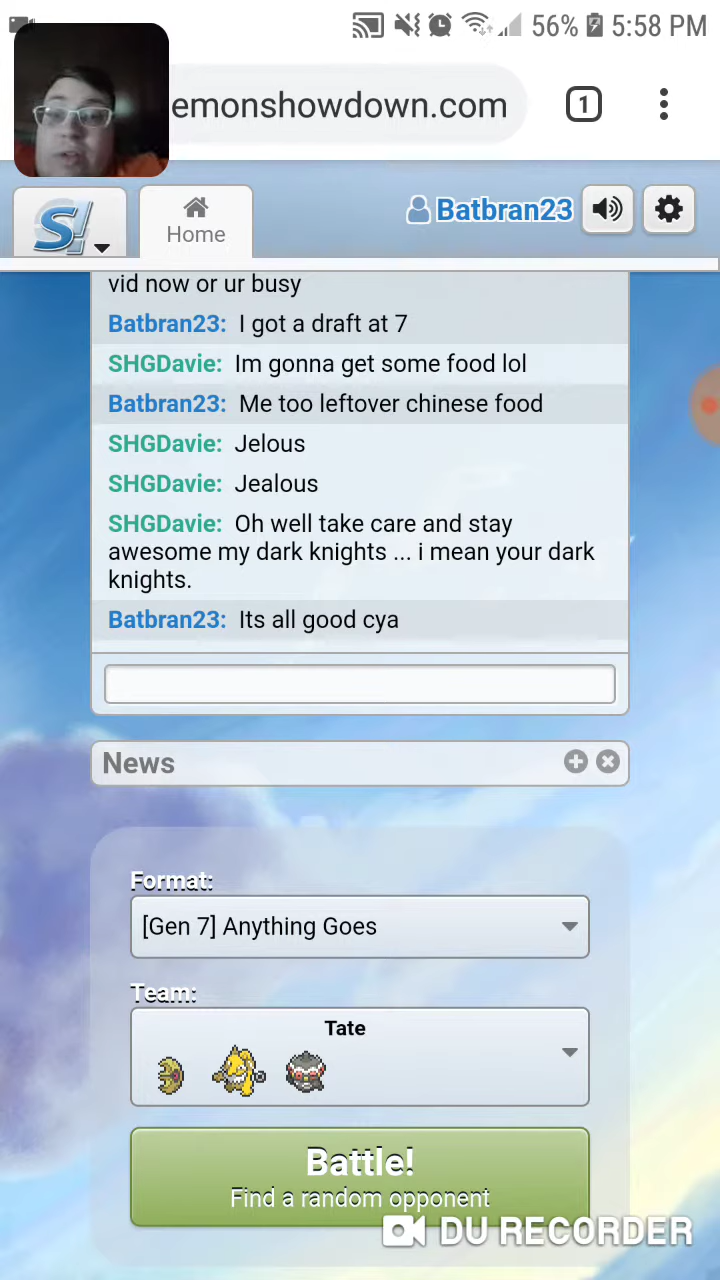 56% 5:58 PM
emonshowdown.com
1
S!
Home
Batbran23
vid now or ur busy
Batbran23: I got a draft at 7
SHGDavie: Im gonna get some food lol
Batbran23: Me too leftover chinese food
SHGDavie: Jelous
SHGDavie: Jealous
SHGDavie: Oh well take care and stay
awesome my dark knights ... i mean your dark
knights.
Batbran23: Its all good cya
News
Format:
[Gen 7] Anything Goes
Team:
Tate
Battle!
Find a random opponent
DU RECORDER